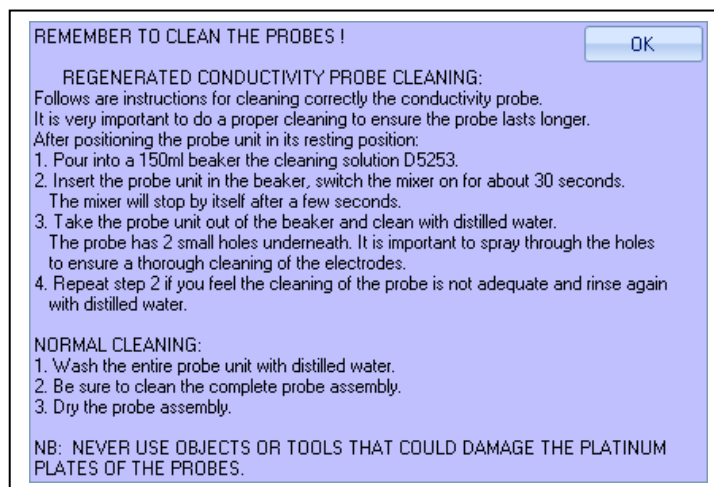 REMEMBER TO CLEAN THE PROBES !
OK
REGENERATED CONDUCTIVITY PROBE CLEANING:
Follows are instructions for cleaning correctly the conductivity probe.
It is very important to do a proper cleaning to ensure the probe lasts longer.
After positioning the probe unit in its resting position:
1. Pour into a 150ml beaker the cleaning solution D5253.
2. Insert the probe unit in the beaker, switch the mixer on for about 30 seconds.
The mixer will stop by itself after a few seconds.
3. Take the probe unit out of the beaker and clean with distilled water.
The probe has 2 small holes underneath. It is important to spray through the holes
to ensure a thorough cleaning of the electrodes.
4. Repeat step 2 if you feel the cleaning of the probe is not adequate and rinse again
with distilled water.
NORMAL CLEANING:
1. Wash the entire probe unit with distilled water.
2. Be sure to clean the complete probe assembly.
3. Dry the probe assembly.
NB: NEVER USE OBJECTS OR TOOLS THAT COULD DAMAGE THE PLATINUM
PLATES OF THE PROBES.